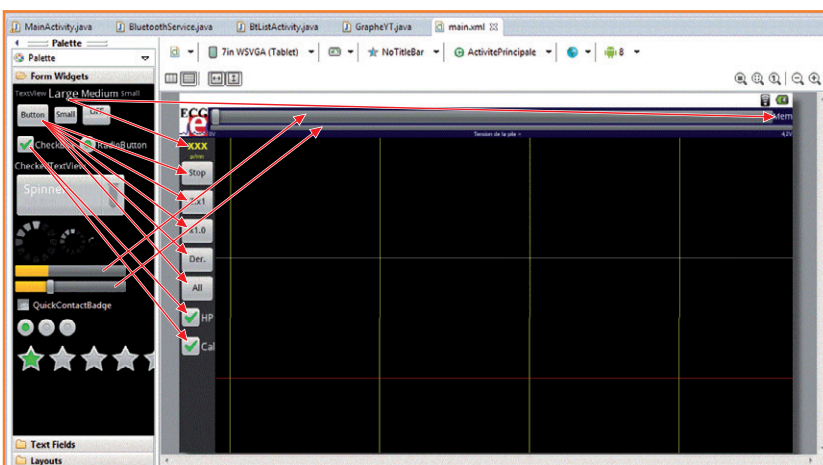 MainActivity.java BluetoothService.java BtListActivity.java GrapheYT.java main.xml
Palette
Palette
7in WSVGA (Tablet) NoTitleBar ActivitePrincipale 8
Form Widgets
TextView Large Medium Small
Button Small OFF
CheckBox RadioButton
CheckedTextView
Spinner
QuickContactBadge
Text Fields
Layouts
ECG
e
Mem
Tension de la pile 4,2V
XXX
Stop
x1.0
Der.
All
HP
Cal